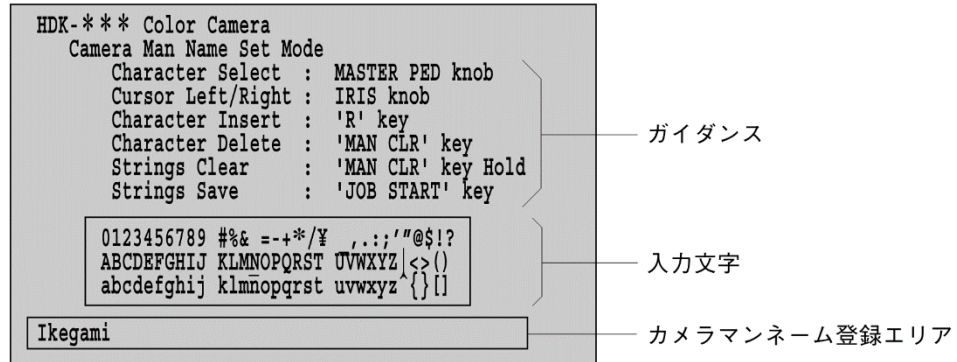 HDK-*** Color Camera
Camera Man Name Set Mode
Character Select : MASTER PED knob
Cursor Left/Right : IRIS knob
Character Insert : 'R' key
Character Delete : 'MAN CLR' key
Strings Clear : 'MAN CLR' key Hold
Strings Save : 'JOB START' key
ガイダンス
0123456789 #%& =-+*/¥ _,.:;'"@$!?
ABCDEFGHIJ KLMNOPQRST UVWXYZ|<>()
abcdefghij klmnopqrst uvwxyz^{}[]
入力文字
Ikegami
カメラマンネーム登録エリア